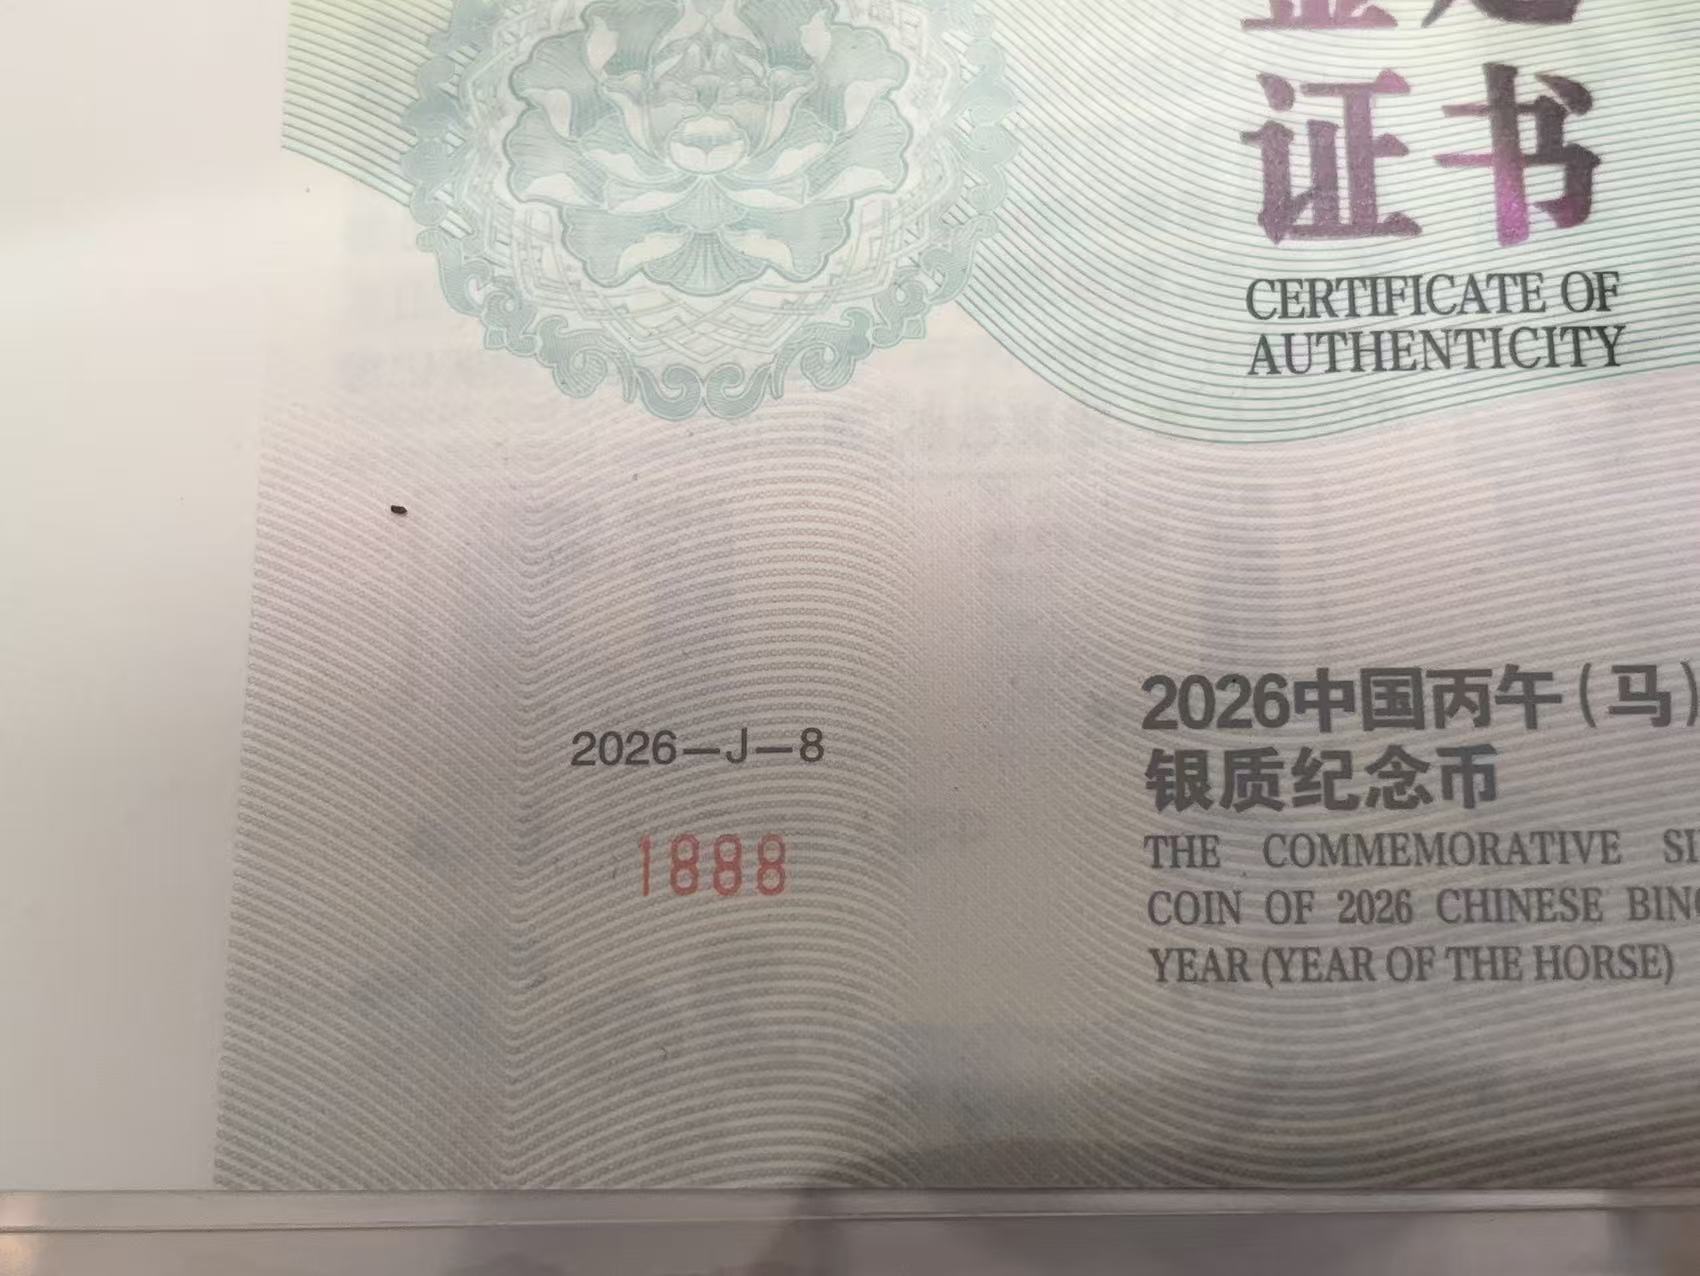 证书
CERTIFICATE OF
AUTHENTICITY
2026—J—8
1888
2026中国丙午(马)
银质纪念币
THE COMMEMORATIVE
COIN OF 2026 CHINESE
YEAR (YEAR OF THE HORSE)